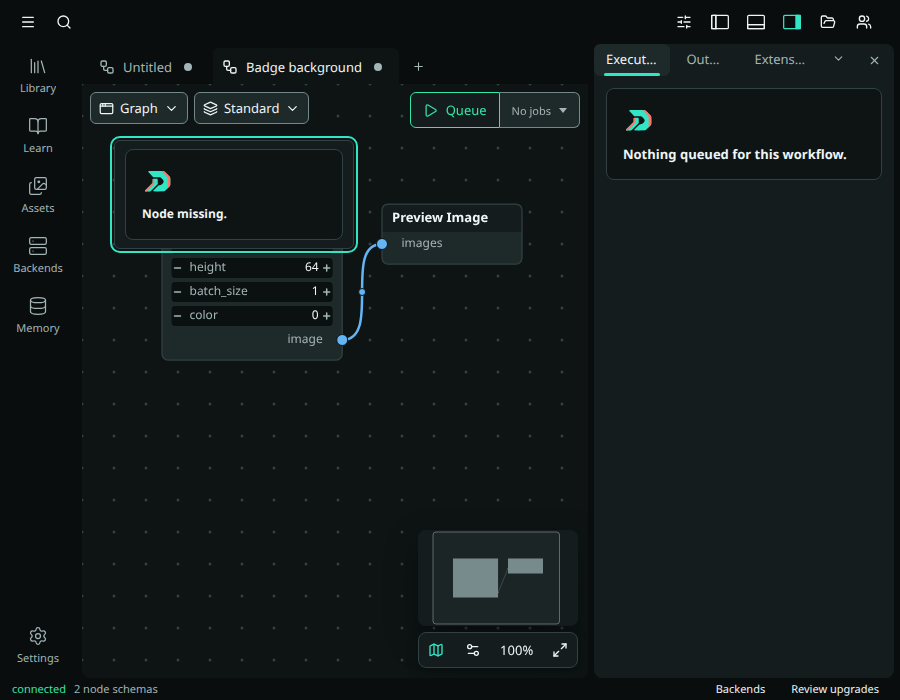 Untitled
Badge background
Execut...
Out...
Extens...
Library
Learn
Assets
Backends
Memory
Settings
Graph
Standard
Queue
No jobs
Nothing queued for this workflow.
Node missing.
Preview Image
images
height 64
batch_size 1
color 0
image
100%
connected 2 node schemas
Backends
Review upgrades